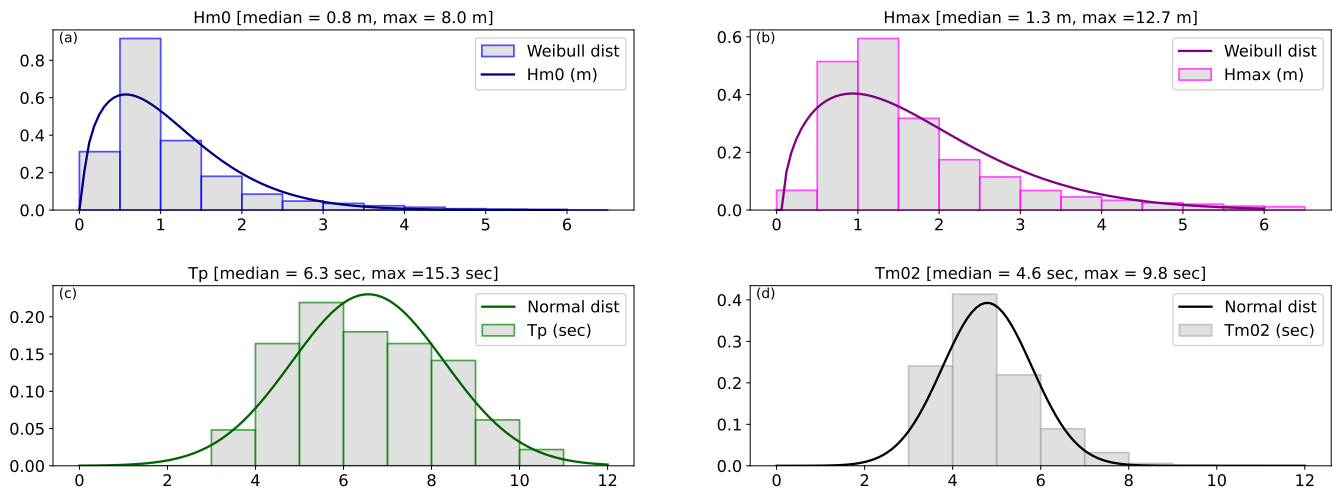 Hm0 [median = 0.8 m, max = 8.0 m]
(a)
Weibull dist
Hm0 (m)
0.8
0.6
0.4
0.2
0.0
0 1 2 3 4 5 6
Hmax [median = 1.3 m, max =12.7 m]
(b)
Weibull dist
Hmax (m)
0.6
0.4
0.2
0.0
0 1 2 3 4 5 6
Tp [median = 6.3 sec, max =15.3 sec]
(c)
Normal dist
Tp (sec)
0.20
0.15
0.10
0.05
0.00
0 2 4 6 8 10 12
Tm02 [median = 4.6 sec, max = 9.8 sec]
(d)
Normal dist
Tm02 (sec)
0.4
0.3
0.2
0.1
0.0
0 2 4 6 8 10 12